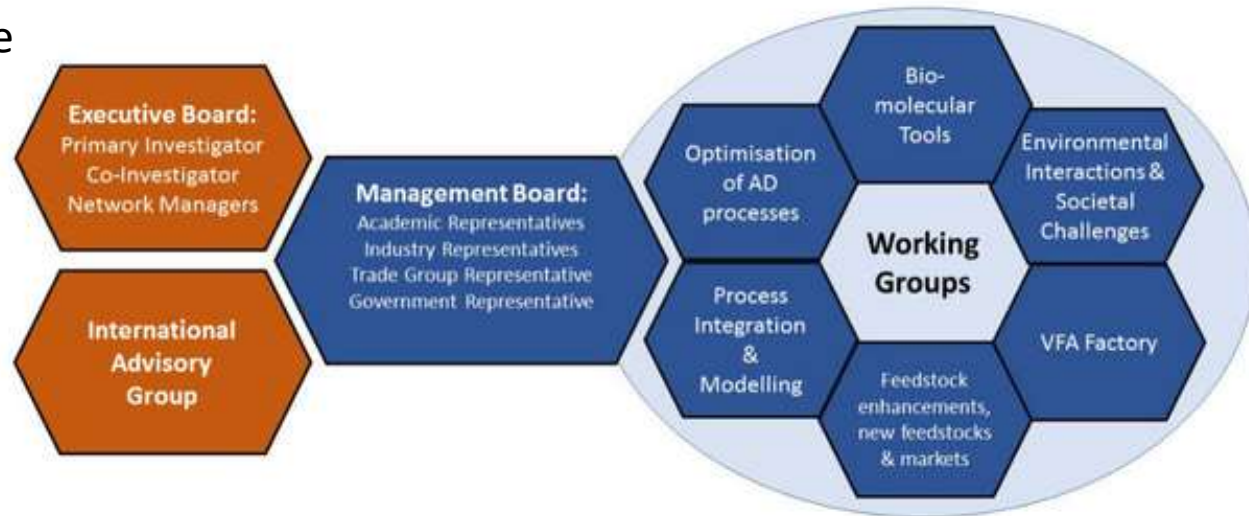 e
Executive Board:
Primary Investigator
Co-Investigator
Network Managers
International
Advisory
Group
Management Board:
Academic Representatives
Industry Representatives
Trade Group Representative
Government Representative
Optimisation
of AD
processes
Bio-
molecular
Tools
Environmental
Interactions &
Societal
Challenges
Working
Groups
Process
Integration
&
Modelling
Feedstock
enhancements,
new feedstocks
& markets
VFA Factory